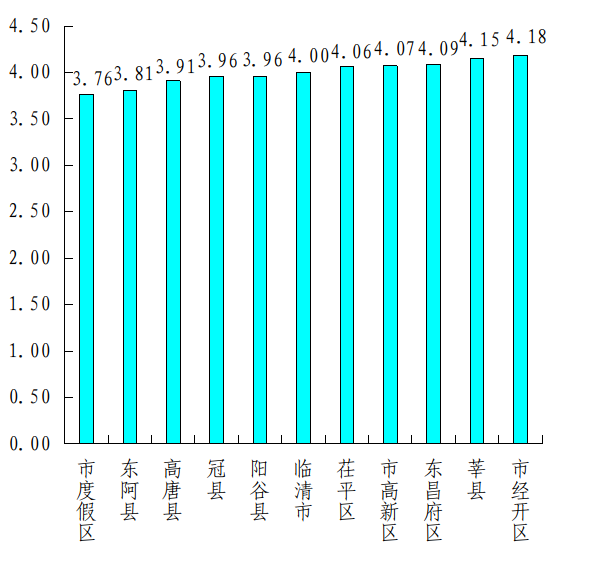 4.50
4.00
3.50
3.00
2.50
2.00
1.50
1.00
0.50
0.00
3.76
3.81
3.91
3.96
3.96
4.00
4.06
4.07
4.09
4.15
4.18
市度假区
东阿县
高唐县
冠县
阳谷县
临清市
茌平区
市高新区
东昌府区
莘县
市经开区